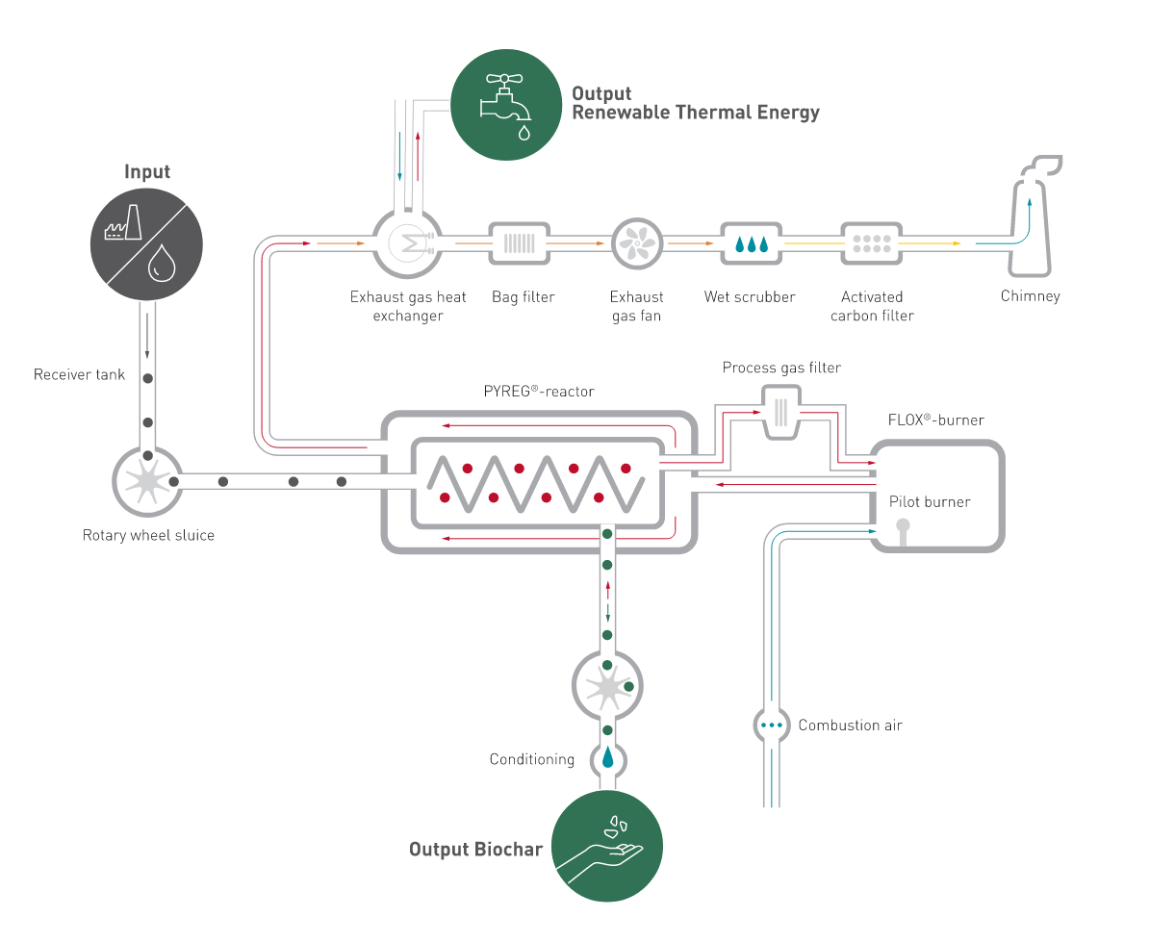 Output
Renewable Thermal Energy
Input
Exhaust gas heat
exchanger
Bag filter
Exhaust
gas fan
Wet scrubber
Activated
carbon filter
Chimney
Receiver tank
Process gas filter
PYREG®-reactor
FLOX®-burner
Pilot burner
Rotary wheel sluice
Combustion air
Conditioning
Output Biochar